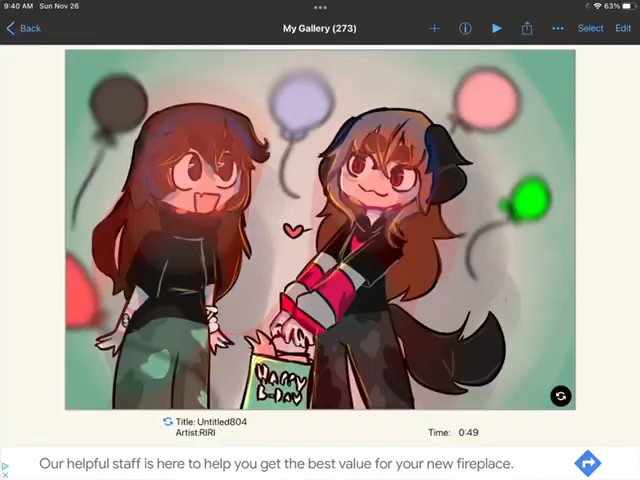 9:40 AM Sun Nov 26
63%
Back
My Gallery (273)
Select
Edit
HAPPY
B-DAY
Title: Untitled804
Artist:RIRI
Time: 0:49
Our helpful staff is here to help you get the best value for your new fireplace.